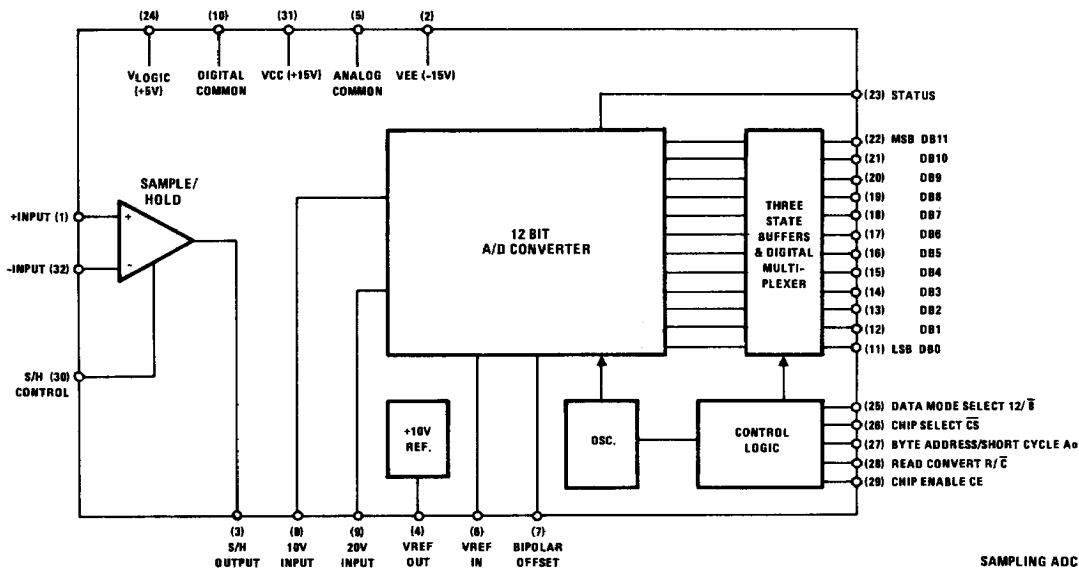 (24) (10) (31) (5) (2)
VLOGIC DIGITAL VCC (+15V) ANALOG VEE (-15V)
(+5V) COMMON COMMON
(23) STATUS
SAMPLE/
HOLD
+INPUT (1)
+
-INPUT (32)
-
S/H (30)
CONTROL
12 BIT
A/D CONVERTER
THREE
STATE
BUFFERS
& DIGITAL
MULTI-
PLEXER
(22) MSB DB11
(21) DB10
(20) DB9
(19) DB8
(18) DB7
(17) DB6
(16) DB5
(15) DB4
(14) DB3
(13) DB2
(12) DB1
(11) LSB DB0
+10V
REF.
OSC.
CONTROL
LOGIC
(25) DATA MODE SELECT 12/8̅
(26) CHIP SELECT C̅S̅
(27) BYTE ADDRESS/SHORT CYCLE Ao
(28) READ CONVERT R/C̅
(29) CHIP ENABLE CE
(3) (8) (9) (4) (6) (7)
S/H 10V 20V VREF VREF BIPOLAR
OUTPUT INPUT INPUT OUT IN OFFSET
SAMPLING ADC